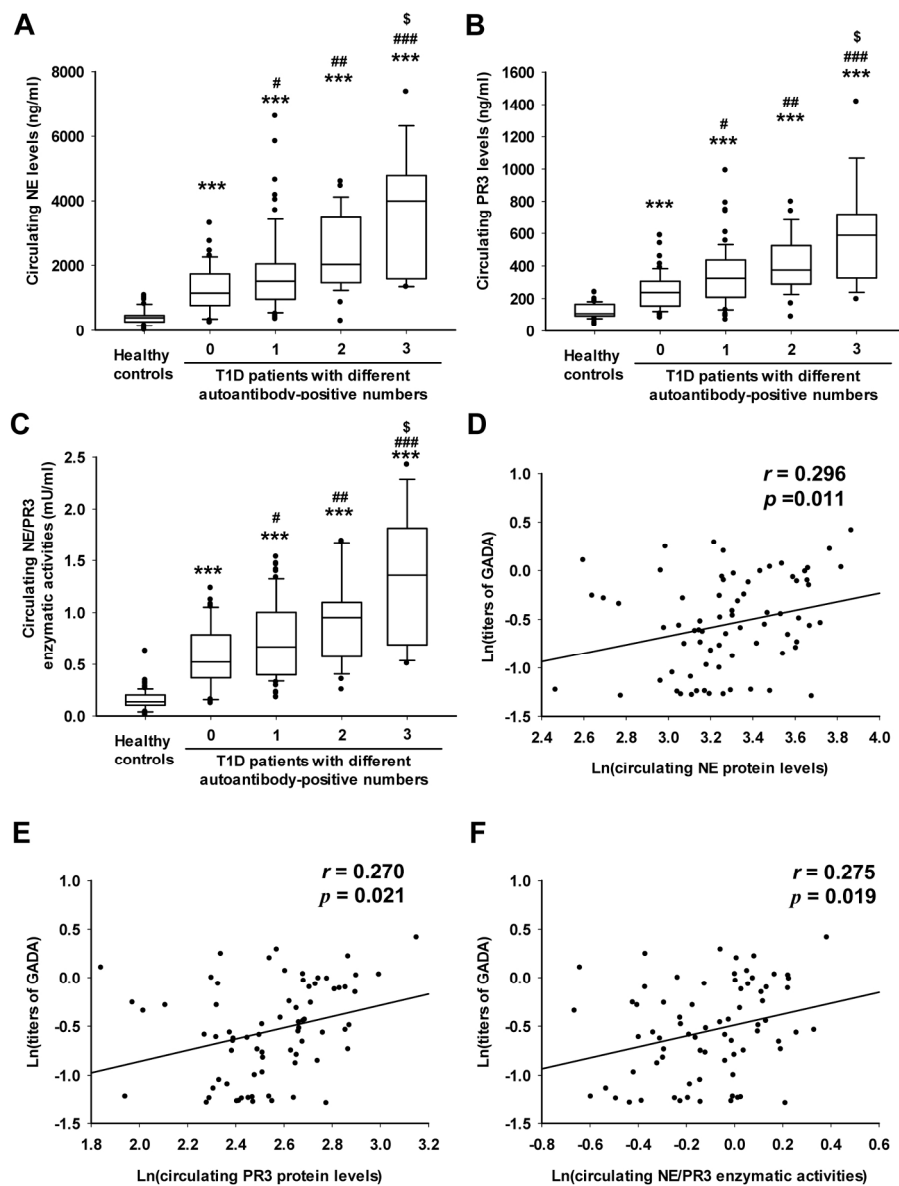 A
Circulating NE levels (ng/ml)
8000
6000
4000
2000
0
***
#
***
##
***
$
###
***
Healthy
controls
0
1
2
3
T1D patients with different
autoantibody-positive numbers
B
Circulating PR3 levels (ng/ml)
1600
1400
1200
1000
800
600
400
200
0
***
#
***
##
***
$
###
***
Healthy
controls
0
1
2
3
T1D patients with different
autoantibody-positive numbers
C
Circulating NE/PR3
enzymatic activities (mU/ml)
2.5
2.0
1.5
1.0
0.5
0.0
***
#
***
##
***
$
###
***
Healthy
controls
0
1
2
3
T1D patients with different
autoantibody-positive numbers
D
r = 0.296
p =0.011
Ln(titers of GADA)
1.0
0.5
0.0
-0.5
-1.0
-1.5
2.4 2.6 2.8 3.0 3.2 3.4 3.6 3.8 4.0
Ln(circulating NE protein levels)
E
r = 0.270
p = 0.021
Ln(titers of GADA)
1.0
0.5
0.0
-0.5
-1.0
-1.5
1.8 2.0 2.2 2.4 2.6 2.8 3.0 3.2
Ln(circulating PR3 protein levels)
F
r = 0.275
p = 0.019
Ln(titers of GADA)
1.0
0.5
0.0
-0.5
-1.0
-1.5
-0.8 -0.6 -0.4 -0.2 0.0 0.2 0.4 0.6
Ln(circulating NE/PR3 enzymatic activities)